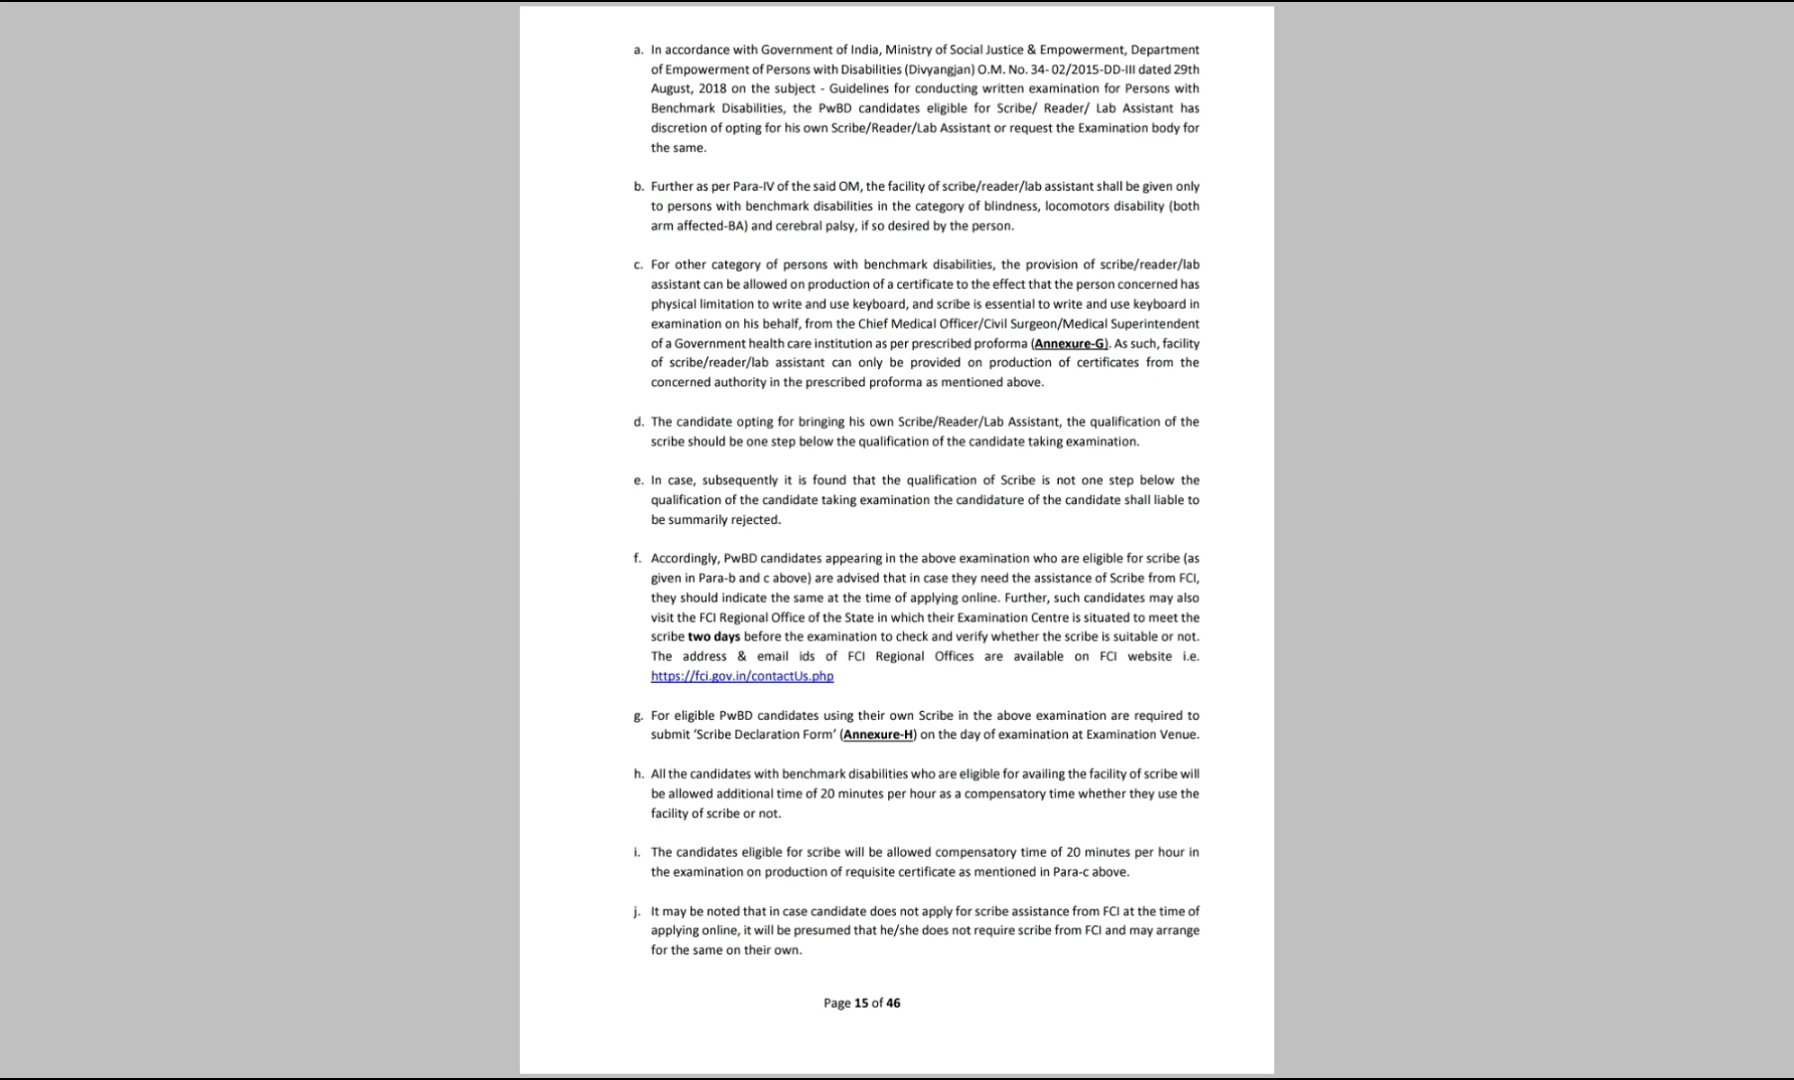 a. In accordance with Government of India, Ministry of Social Justice & Empowerment, Department
of Empowerment of Persons with Disabilities (Divyangjan) O.M. No. 34- 02/2015-DD-III dated 29th
August, 2018 on the subject - Guidelines for conducting written examination for Persons with
Benchmark Disabilities, the PwBD candidates eligible for Scribe/ Reader/ Lab Assistant has
discretion of opting for his own Scribe/Reader/Lab Assistant or request the Examination body for
the same.
b. Further as per Para-IV of the said OM, the facility of scribe/reader/lab assistant shall be given only
to persons with benchmark disabilities in the category of blindness, locomotors disability (both
arm affected-BA) and cerebral palsy, if so desired by the person.
c. For other category of persons with benchmark disabilities, the provision of scribe/reader/lab
assistant can be allowed on production of a certificate to the effect that the person concerned has
physical limitation to write and use keyboard, and scribe is essential to write and use keyboard in
examination on his behalf, from the Chief Medical Officer/Civil Surgeon/Medical Superintendent
of a Government health care institution as per prescribed proforma (Annexure-G). As such, facility
of scribe/reader/lab assistant can only be provided on production of certificates from the
concerned authority in the prescribed proforma as mentioned above.
d. The candidate opting for bringing his own Scribe/Reader/Lab Assistant, the qualification of the
scribe should be one step below the qualification of the candidate taking examination.
e. In case, subsequently it is found that the qualification of Scribe is not one step below the
qualification of the candidate taking examination the candidature of the candidate shall liable to
be summarily rejected.
f. Accordingly, PwBD candidates appearing in the above examination who are eligible for scribe (as
given in Para-b and c above) are advised that in case they need the assistance of Scribe from FCI,
they should indicate the same at the time of applying online. Further, such candidates may also
visit the FCI Regional Office of the State in which their Examination Centre is situated to meet the
scribe two days before the examination to check and verify whether the scribe is suitable or not.
The address & email ids of FCI Regional Offices are available on FCI website i.e.
https://fci.gov.in/contactUs.php
g. For eligible PwBD candidates using their own Scribe in the above examination are required to
submit ‘Scribe Declaration Form’ (Annexure-H) on the day of examination at Examination Venue.
h. All the candidates with benchmark disabilities who are eligible for availing the facility of scribe will
be allowed additional time of 20 minutes per hour as a compensatory time whether they use the
facility of scribe or not.
i. The candidates eligible for scribe will be allowed compensatory time of 20 minutes per hour in
the examination on production of requisite certificate as mentioned in Para-c above.
j. It may be noted that in case candidate does not apply for scribe assistance from FCI at the time of
applying online, it will be presumed that he/she does not require scribe from FCI and may arrange
for the same on their own.
Page 15 of 46